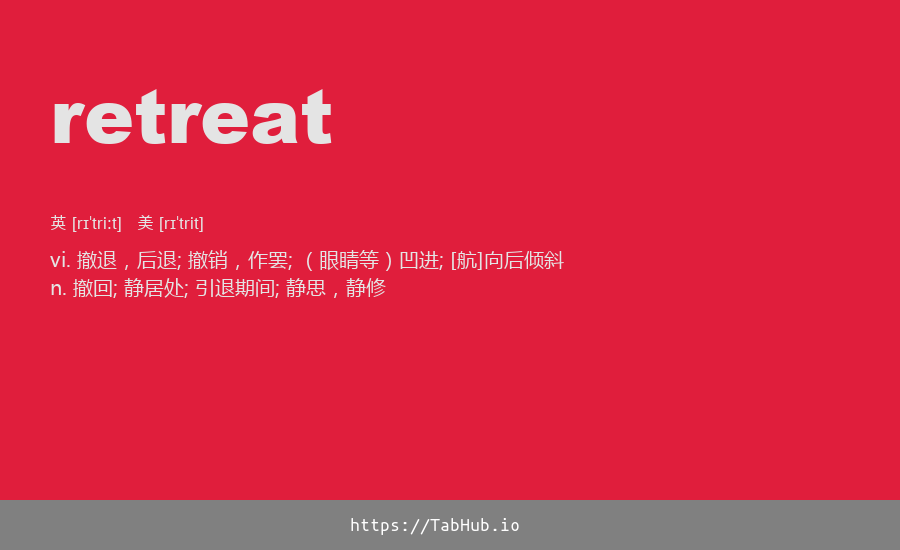 retreat
英 [rɪˈtriːt] 美 [rɪˈtrit]
vi. 撤退，后退; 撤销，作罢; （眼睛等）凹进; [航]向后倾斜
n. 撤回; 静居处; 引退期间; 静思，静修
https://TabHub.io